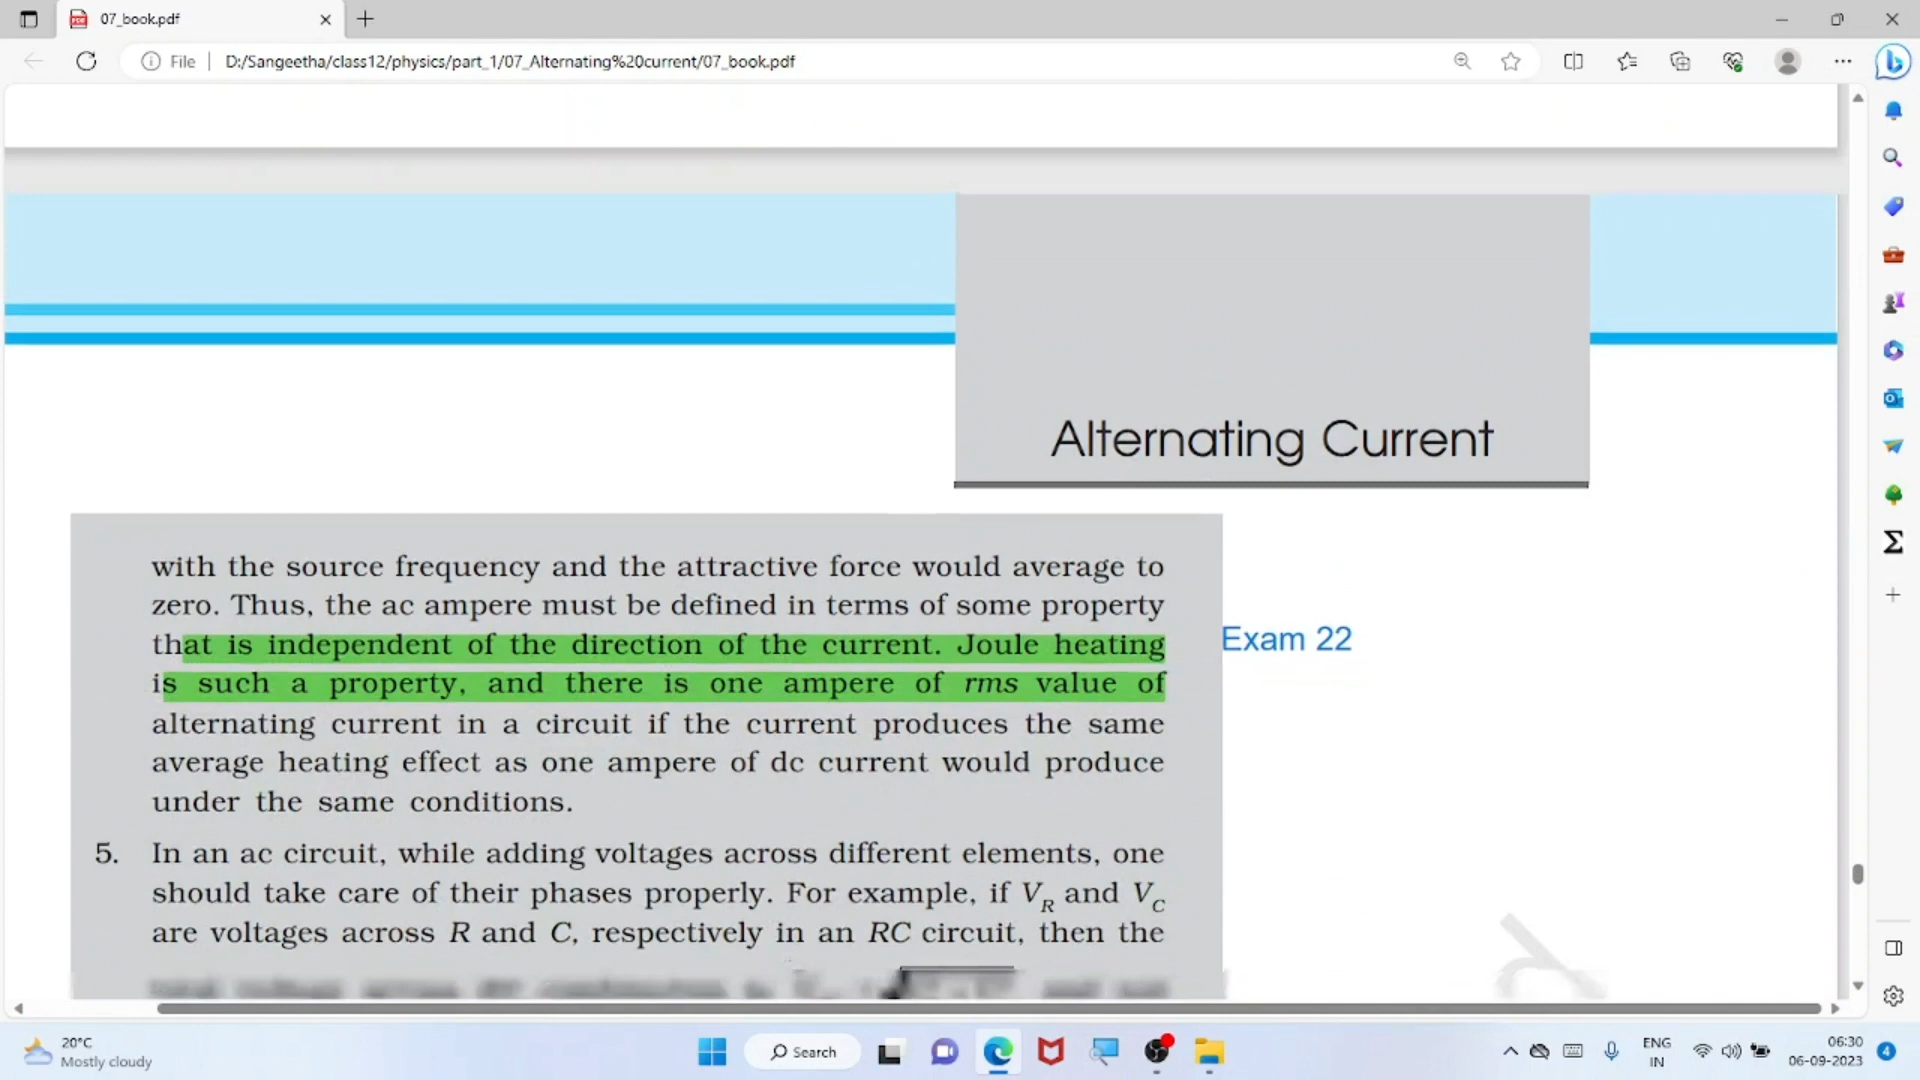 07_book.pdf
File
D:/Sangeetha/class12/physics/part_1/07_Alternating%20current/07_book.pdf
Alternating Current
with the source frequency and the attractive force would average to
zero. Thus, the ac ampere must be defined in terms of some property
that is independent of the direction of the current. Joule heating
Exam 22
is such a property, and there is one ampere of rms value of
alternating current in a circuit if the current produces the same
average heating effect as one ampere of dc current would produce
under the same conditions.
5. In an ac circuit, while adding voltages across different elements, one
should take care of their phases properly. For example, if V_R and V_C
are voltages across R and C, respectively in an RC circuit, then the
20°C
Mostly cloudy
Search
ENG
IN
06:30
06-09-2023
4